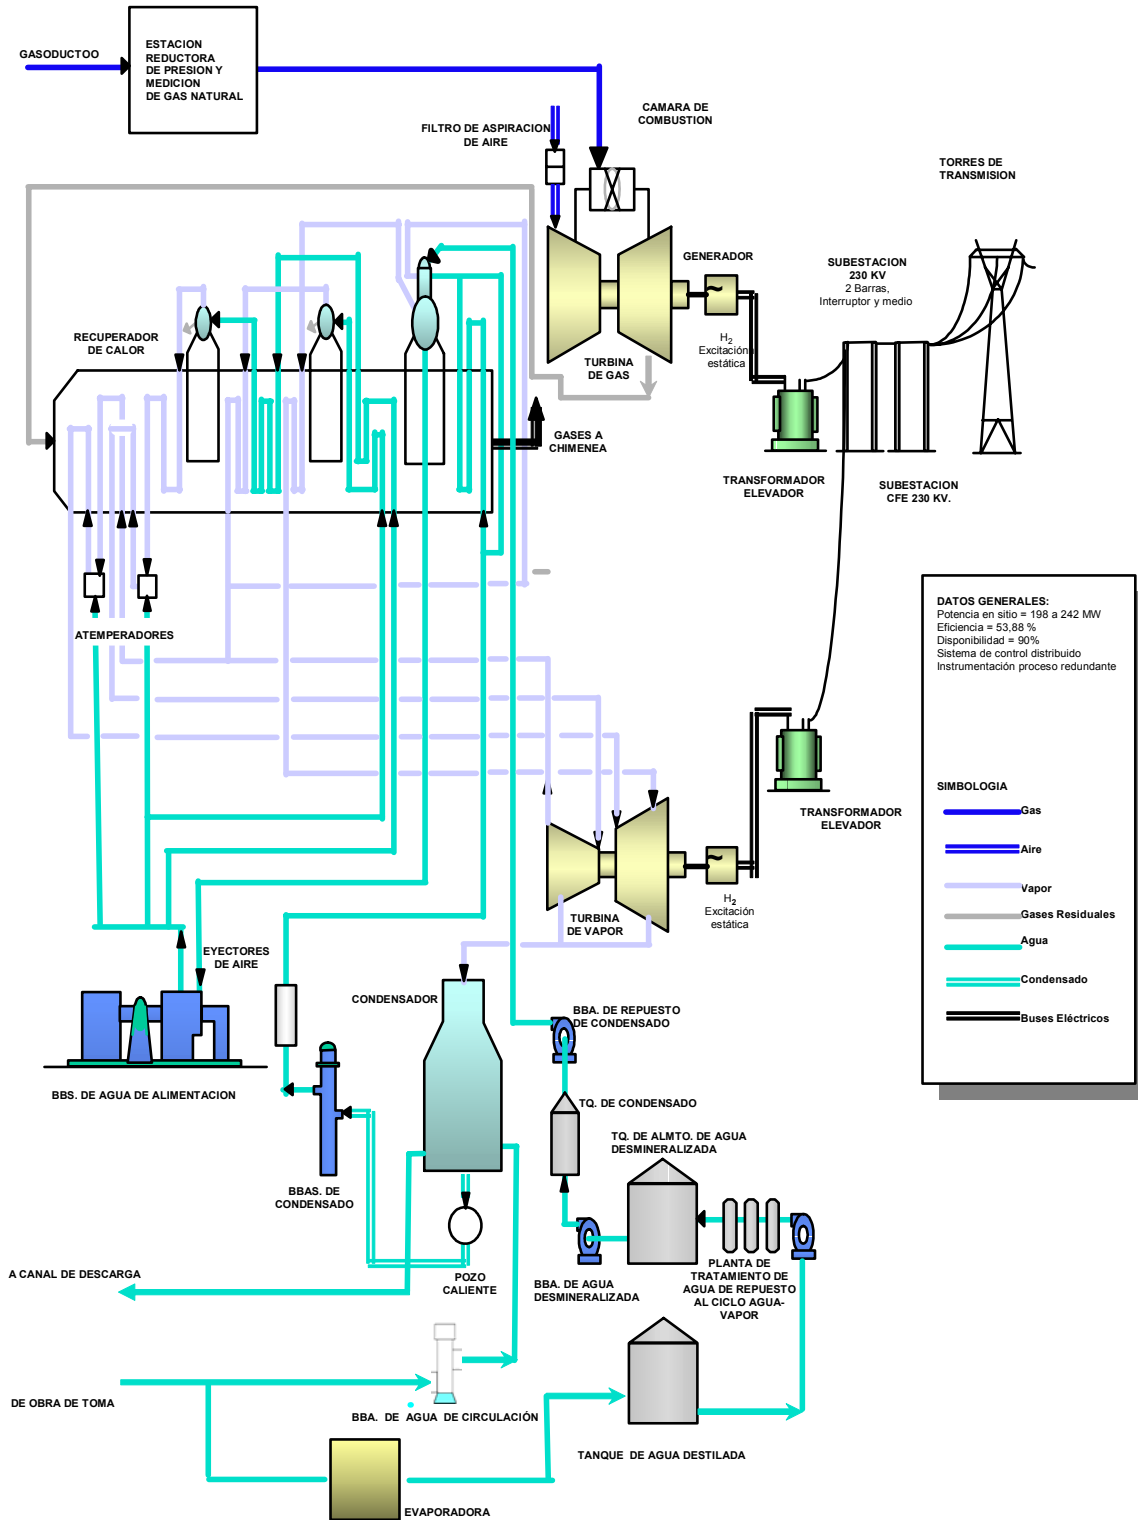 GASODUCTOO
ESTACION
REDUCTORA
DE PRESION Y
MEDICION
DE GAS NATURAL
FILTRO DE ASPIRACION
DE AIRE
CAMARA DE
COMBUSTION
TORRES DE
TRANSMISION
GENERADOR
SUBESTACION
230 KV
2 Barras,
Interruptor y medio
RECUPERADOR
DE CALOR
H2
Excitación
estática
TURBINA
DE GAS
GASES A
CHIMENEA
TRANSFORMADOR
ELEVADOR
SUBESTACION
CFE 230 KV.
ATEMPERADORES
DATOS GENERALES:
Potencia en sitio = 198 a 242 MW
Eficiencia = 53,88 %
Disponibilidad = 90%
Sistema de control distribuido
Instrumentación proceso redundante
SIMBOLOGIA
Gas
Aire
Vapor
Gases Residuales
Agua
Condensado
Buses Eléctricos
TRANSFORMADOR
ELEVADOR
H2
Excitación
estática
TURBINA
DE VAPOR
EYECTORES
DE AIRE
CONDENSADOR
BBA. DE REPUESTO
DE CONDENSADO
BBS. DE AGUA DE ALIMENTACION
TQ. DE CONDENSADO
TQ. DE ALMTO. DE AGUA
DESMINERALIZADA
BBAS. DE
CONDENSADO
POZO
CALIENTE
BBA. DE AGUA
DESMINERALIZADA
PLANTA DE
TRATAMIENTO DE
AGUA DE REPUESTO
AL CICLO AGUA-
VAPOR
A CANAL DE DESCARGA
DE OBRA DE TOMA
BBA. DE AGUA DE CIRCULACIÓN
TANQUE DE AGUA DESTILADA
EVAPORADORA